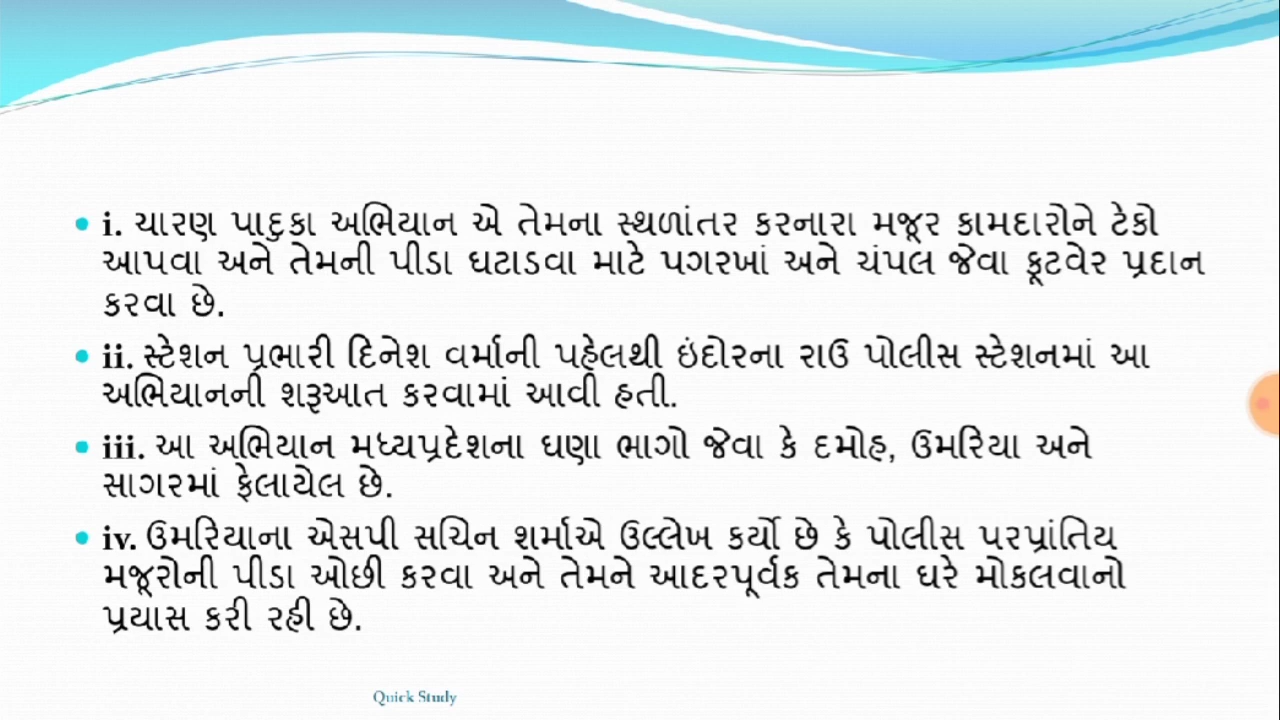 • i. ચારણ પાદુકા અભિયાન એ તેમના સ્થળાંતર કરનારા મજૂર કામદારોને ટેકો
આપવા અને તેમની પીડા ઘટાડવા માટે પગરખાં અને ચંપલ જેવા ફૂટવેર પ્રદાન
કરવા છે.
• ii. સ્ટેશન પ્રભારી દિનેશ વર્માની પહેલથી ઇંદોરના રાઉ પોલીસ સ્ટેશનમાં આ
અભિયાનની શરૂઆત કરવામાં આવી હતી.
• iii. આ અભિયાન મધ્યપ્રદેશના ઘણા ભાગો જેવા કે દમોહ, ઉમરિયા અને
સાગરમાં ફેલાયેલ છે.
• iv. ઉમરિયાના એસપી સચિન શર્માએ ઉલ્લેખ કર્યો છે કે પોલીસ પરપ્રાંતિય
મજૂરોની પીડા ઓછી કરવા અને તેમને આદરપૂર્વક તેમના ઘરે મોકલવાનો
પ્રયાસ કરી રહી છે.
Quick Study